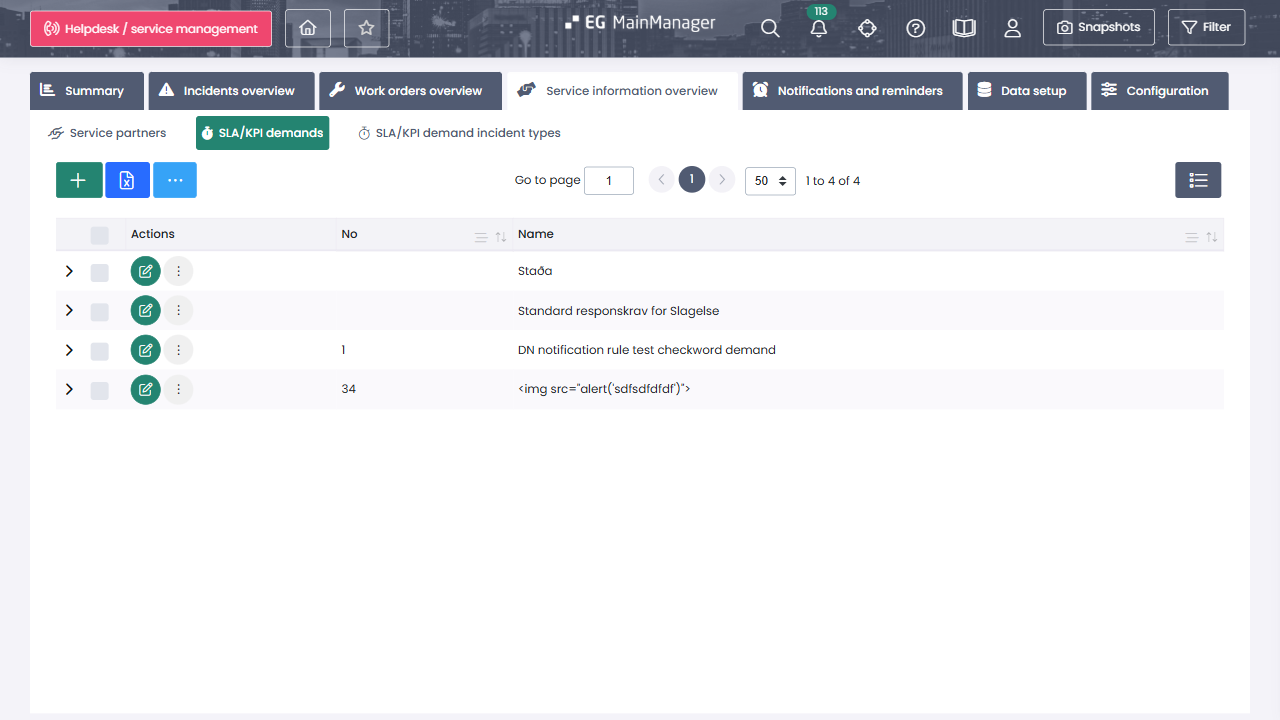 Helpdesk / service management
EG MainManager
113
Snapshots
Filter
Summary
Incidents overview
Work orders overview
Service information overview
Notifications and reminders
Data setup
Configuration
Service partners
SLA/KPI demands
SLA/KPI demand incident types
Go to page
1
1
50
1 to 4 of 4
Actions
No
Name
Staða
Standard responskrav for Slagelse
1
DN notification rule test checkword demand
34
<img src="alert('sdfsdfdfdf')">